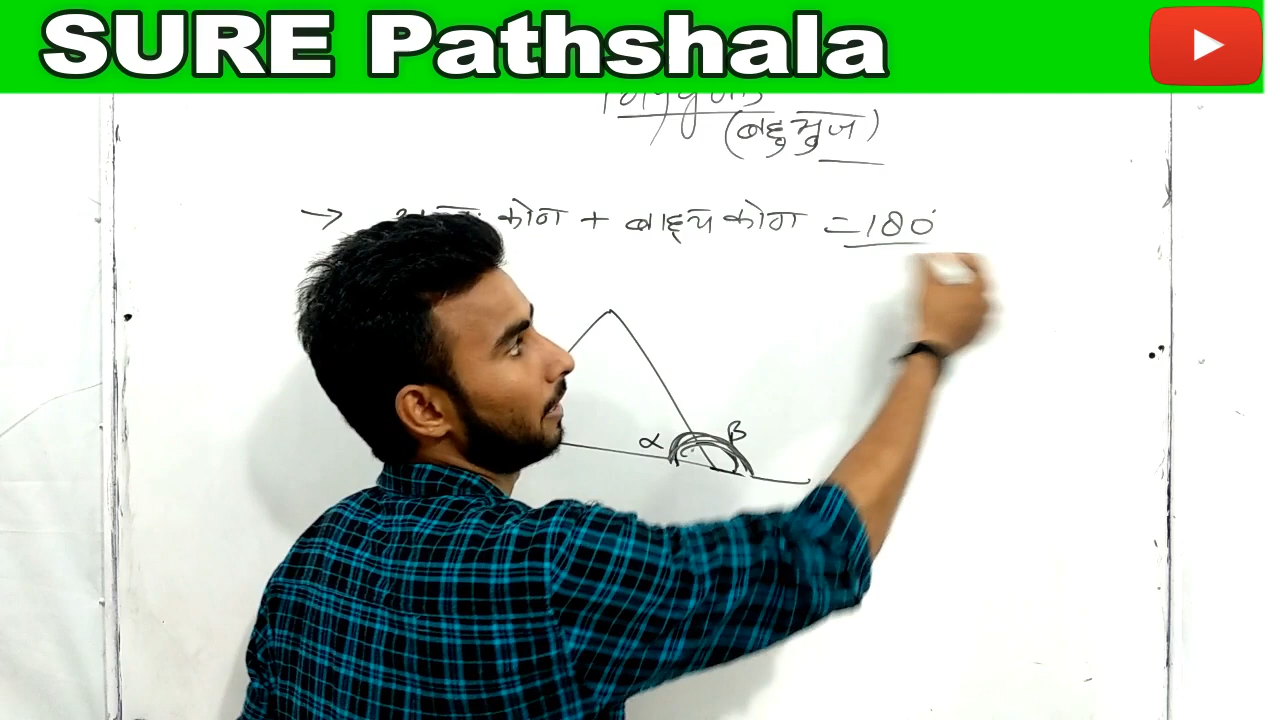 SURE Pathshala
(बहुभुज)
→ कोण + बाह्य कोण = 180°
α β